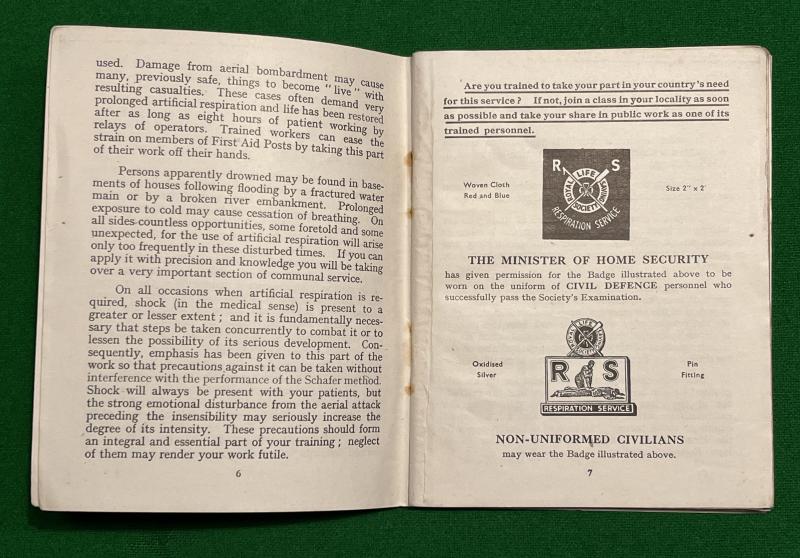 used. Damage from aerial bombardment may cause
many, previously safe, things to become "live" with
resulting casualties. These cases often demand very
prolonged artificial respiration and life has been restored
after as long as eight hours of patient working by
relays of operators. Trained workers can ease the
strain on members of First Aid Posts by taking this part
of their work off their hands.
Persons apparently drowned may be found in base-
ments of houses following flooding by a fractured water
main or by a broken river embankment. Prolonged
exposure to cold may cause cessation of breathing. On
all sides countless opportunities, some foretold and some
unexpected, for the use of artificial respiration will arise
only too frequently in these disturbed times. If you can
apply it with precision and knowledge you will be taking
over a very important section of communal service.
On all occasions when artificial respiration is re-
quired, shock (in the medical sense) is present to a
greater or lesser extent; and it is fundamentally neces-
sary that steps be taken concurrently to combat it or to
lessen the possibility of its serious development. Con-
sequently, emphasis has been given to this part of the
work so that precautions against it can be taken without
interference with the performance of the Schafer method.
Shock will always be present with your patients, but
the strong emotional disturbance from the aerial attack
preceding the insensibility may seriously increase the
degree of its intensity. These precautions should form
an integral and essential part of your training; neglect
of them may render your work futile.
6
Are you trained to take your part in your country's need
for this service? If not, join a class in your locality as soon
as possible and take your share in public work as one of its
trained personnel.
Woven Cloth
Red and Blue
R S
ROYAL LIFE SAVING SOCIETY
RESPIRATION SERVICE
Size 2" x 2"
THE MINISTER OF HOME SECURITY
has given permission for the Badge illustrated above to be
worn on the uniform of CIVIL DEFENCE personnel who
successfully pass the Society's Examination.
Oxidised
Silver
ROYAL LIFE SAVING SOCIETY
R S
RESPIRATION SERVICE
Pin
Fitting
NON-UNIFORMED CIVILIANS
may wear the Badge illustrated above.
7